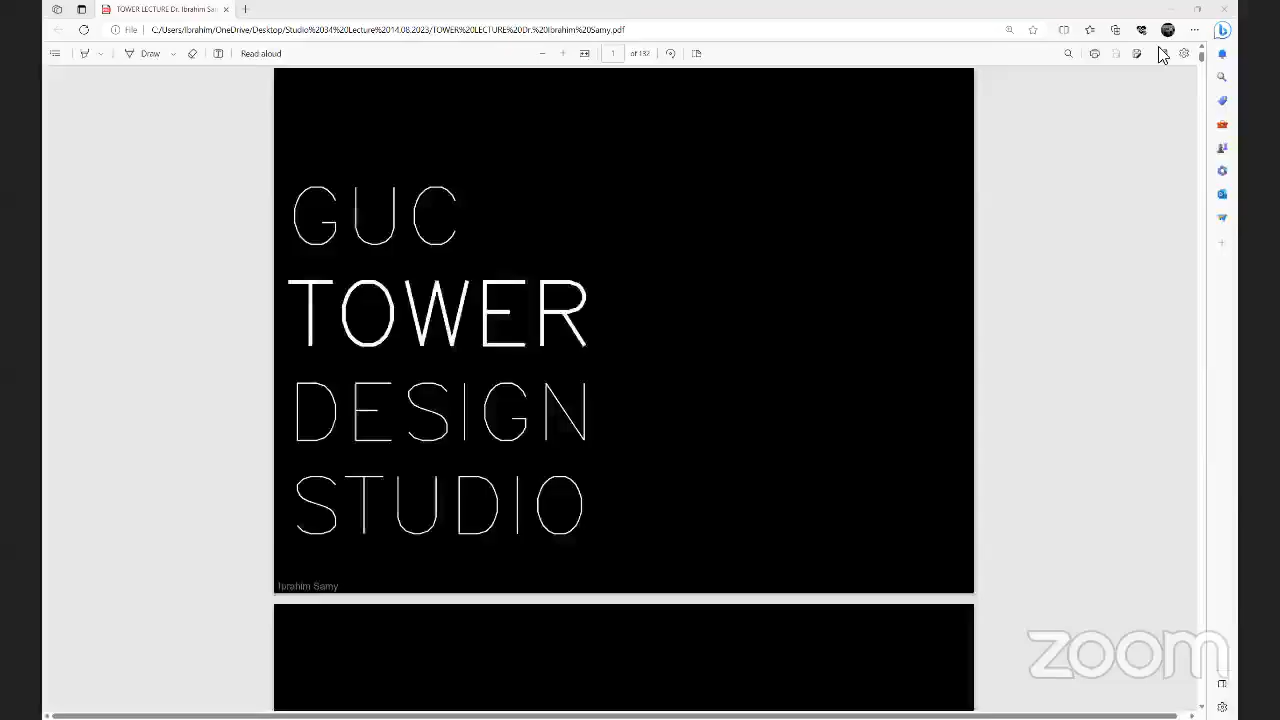 TOWER LECTURE Dr. Ibrahim Sam
File C:/Users/Ibrahim/OneDrive/Desktop/Studio%2034%20Lecture%2014.08.2023/TOWER%20LECTURE%20Dr.%20Ibrahim%20Samy.pdf
Draw Read aloud 1 of 132
GUC
TOWER
DESIGN
STUDIO
Ibrahim Samy
zoom